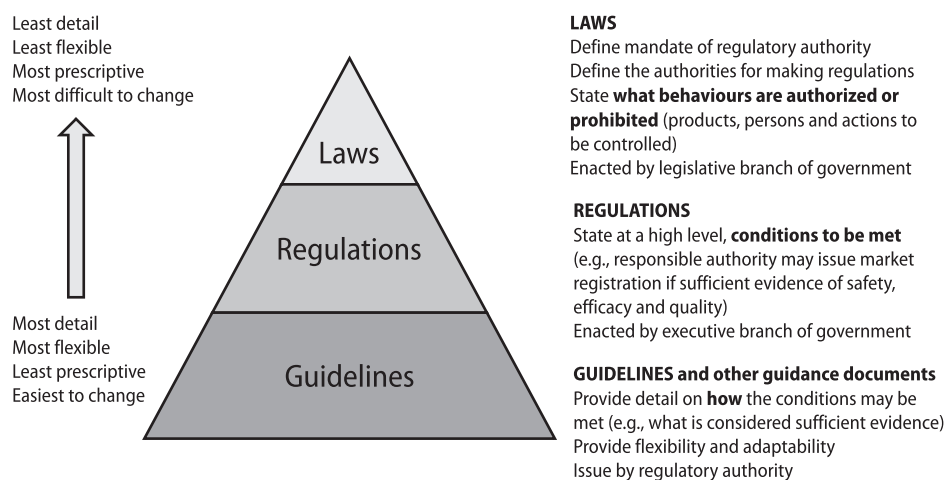 Least detail
Least flexible
Most prescriptive
Most difficult to change
Most detail
Most flexible
Least prescriptive
Easiest to change
Laws
Regulations
Guidelines
LAWS
Define mandate of regulatory authority
Define the authorities for making regulations
State what behaviours are authorized or
prohibited (products, persons and actions to
be controlled)
Enacted by legislative branch of government
REGULATIONS
State at a high level, conditions to be met
(e.g., responsible authority may issue market
registration if sufficient evidence of safety,
efficacy and quality)
Enacted by executive branch of government
GUIDELINES and other guidance documents
Provide detail on how the conditions may be
met (e.g., what is considered sufficient evidence)
Provide flexibility and adaptability
Issue by regulatory authority